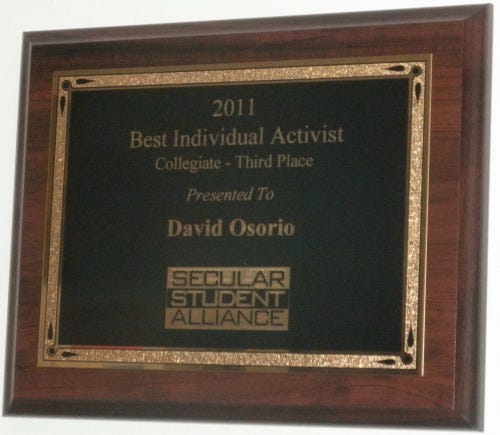 2011
Best Individual Activist
Collegiate - Third Place
Presented To
David Osorio
SECULAR
STUDENT
ALLIANCE